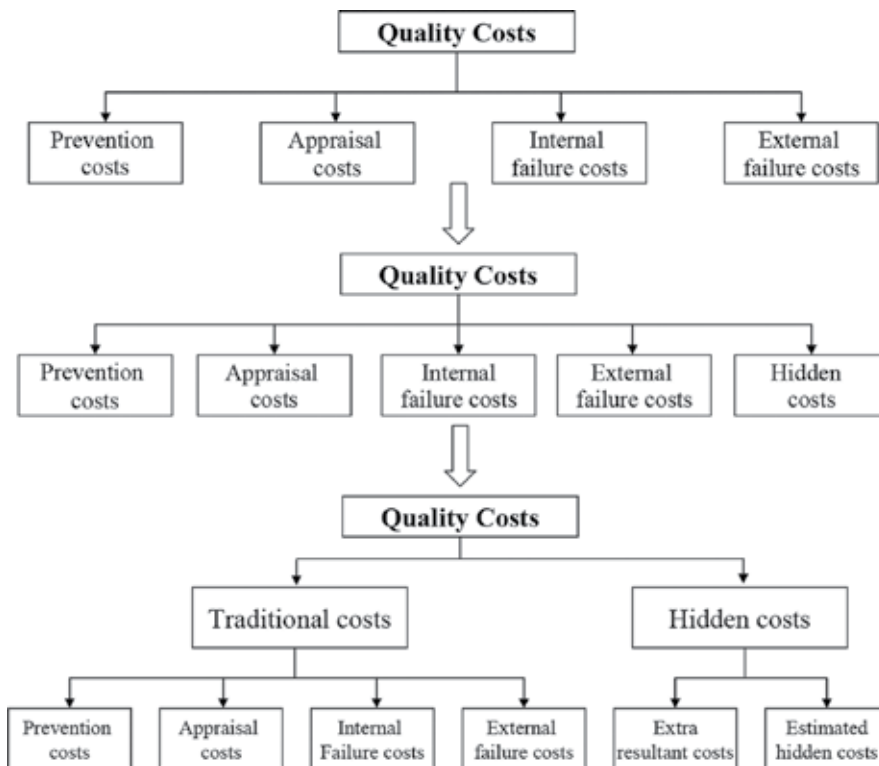 Quality Costs
Prevention
costs
Appraisal
costs
Internal
failure costs
External
failure costs
Quality Costs
Prevention
costs
Appraisal
costs
Internal
failure costs
External
failure costs
Hidden
costs
Quality Costs
Traditional costs
Hidden costs
Prevention
costs
Appraisal
costs
Internal
Failure costs
External
failure costs
Extra
resultant costs
Estimated
hidden costs